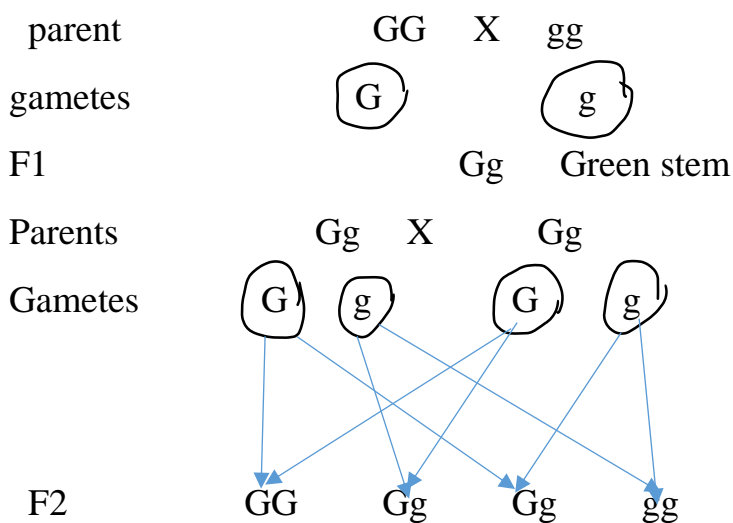 parent GG X gg
gametes G g
F1 Gg Green stem
Parents Gg X Gg
Gametes G g G g
F2 GG Gg Gg gg